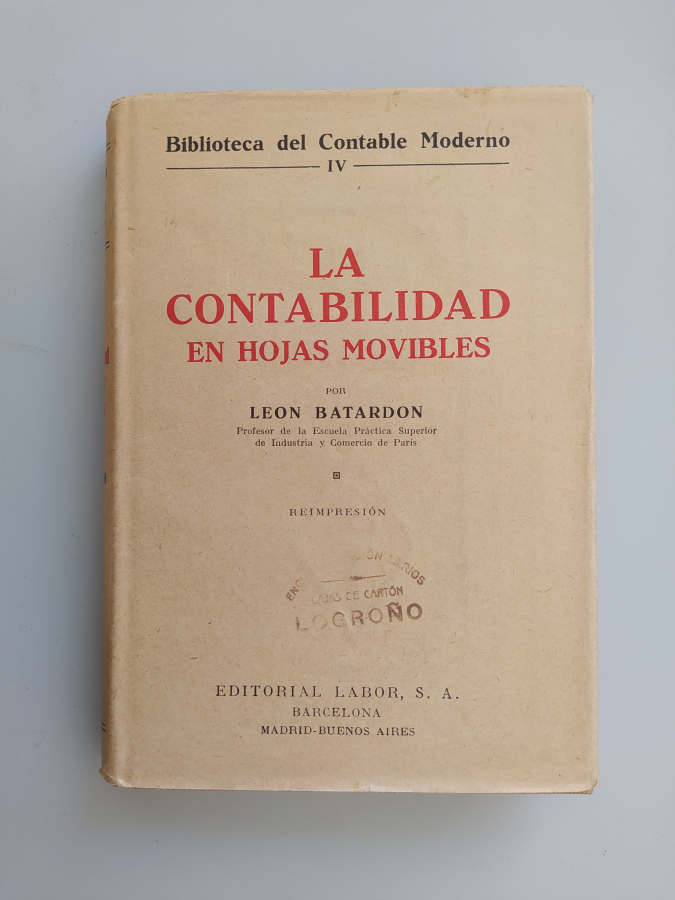 Biblioteca del Contable Moderno
IV
LA
CONTABILIDAD
EN HOJAS MOVIBLES
POR
LEON BATARDON
Profesor de la Escuela Práctica Superior
de Industria y Comercio de París
REIMPRESIÓN
DE CARTÓN
LOGROÑO
EDITORIAL LABOR, S. A.
BARCELONA
MADRID-BUENOS AIRES